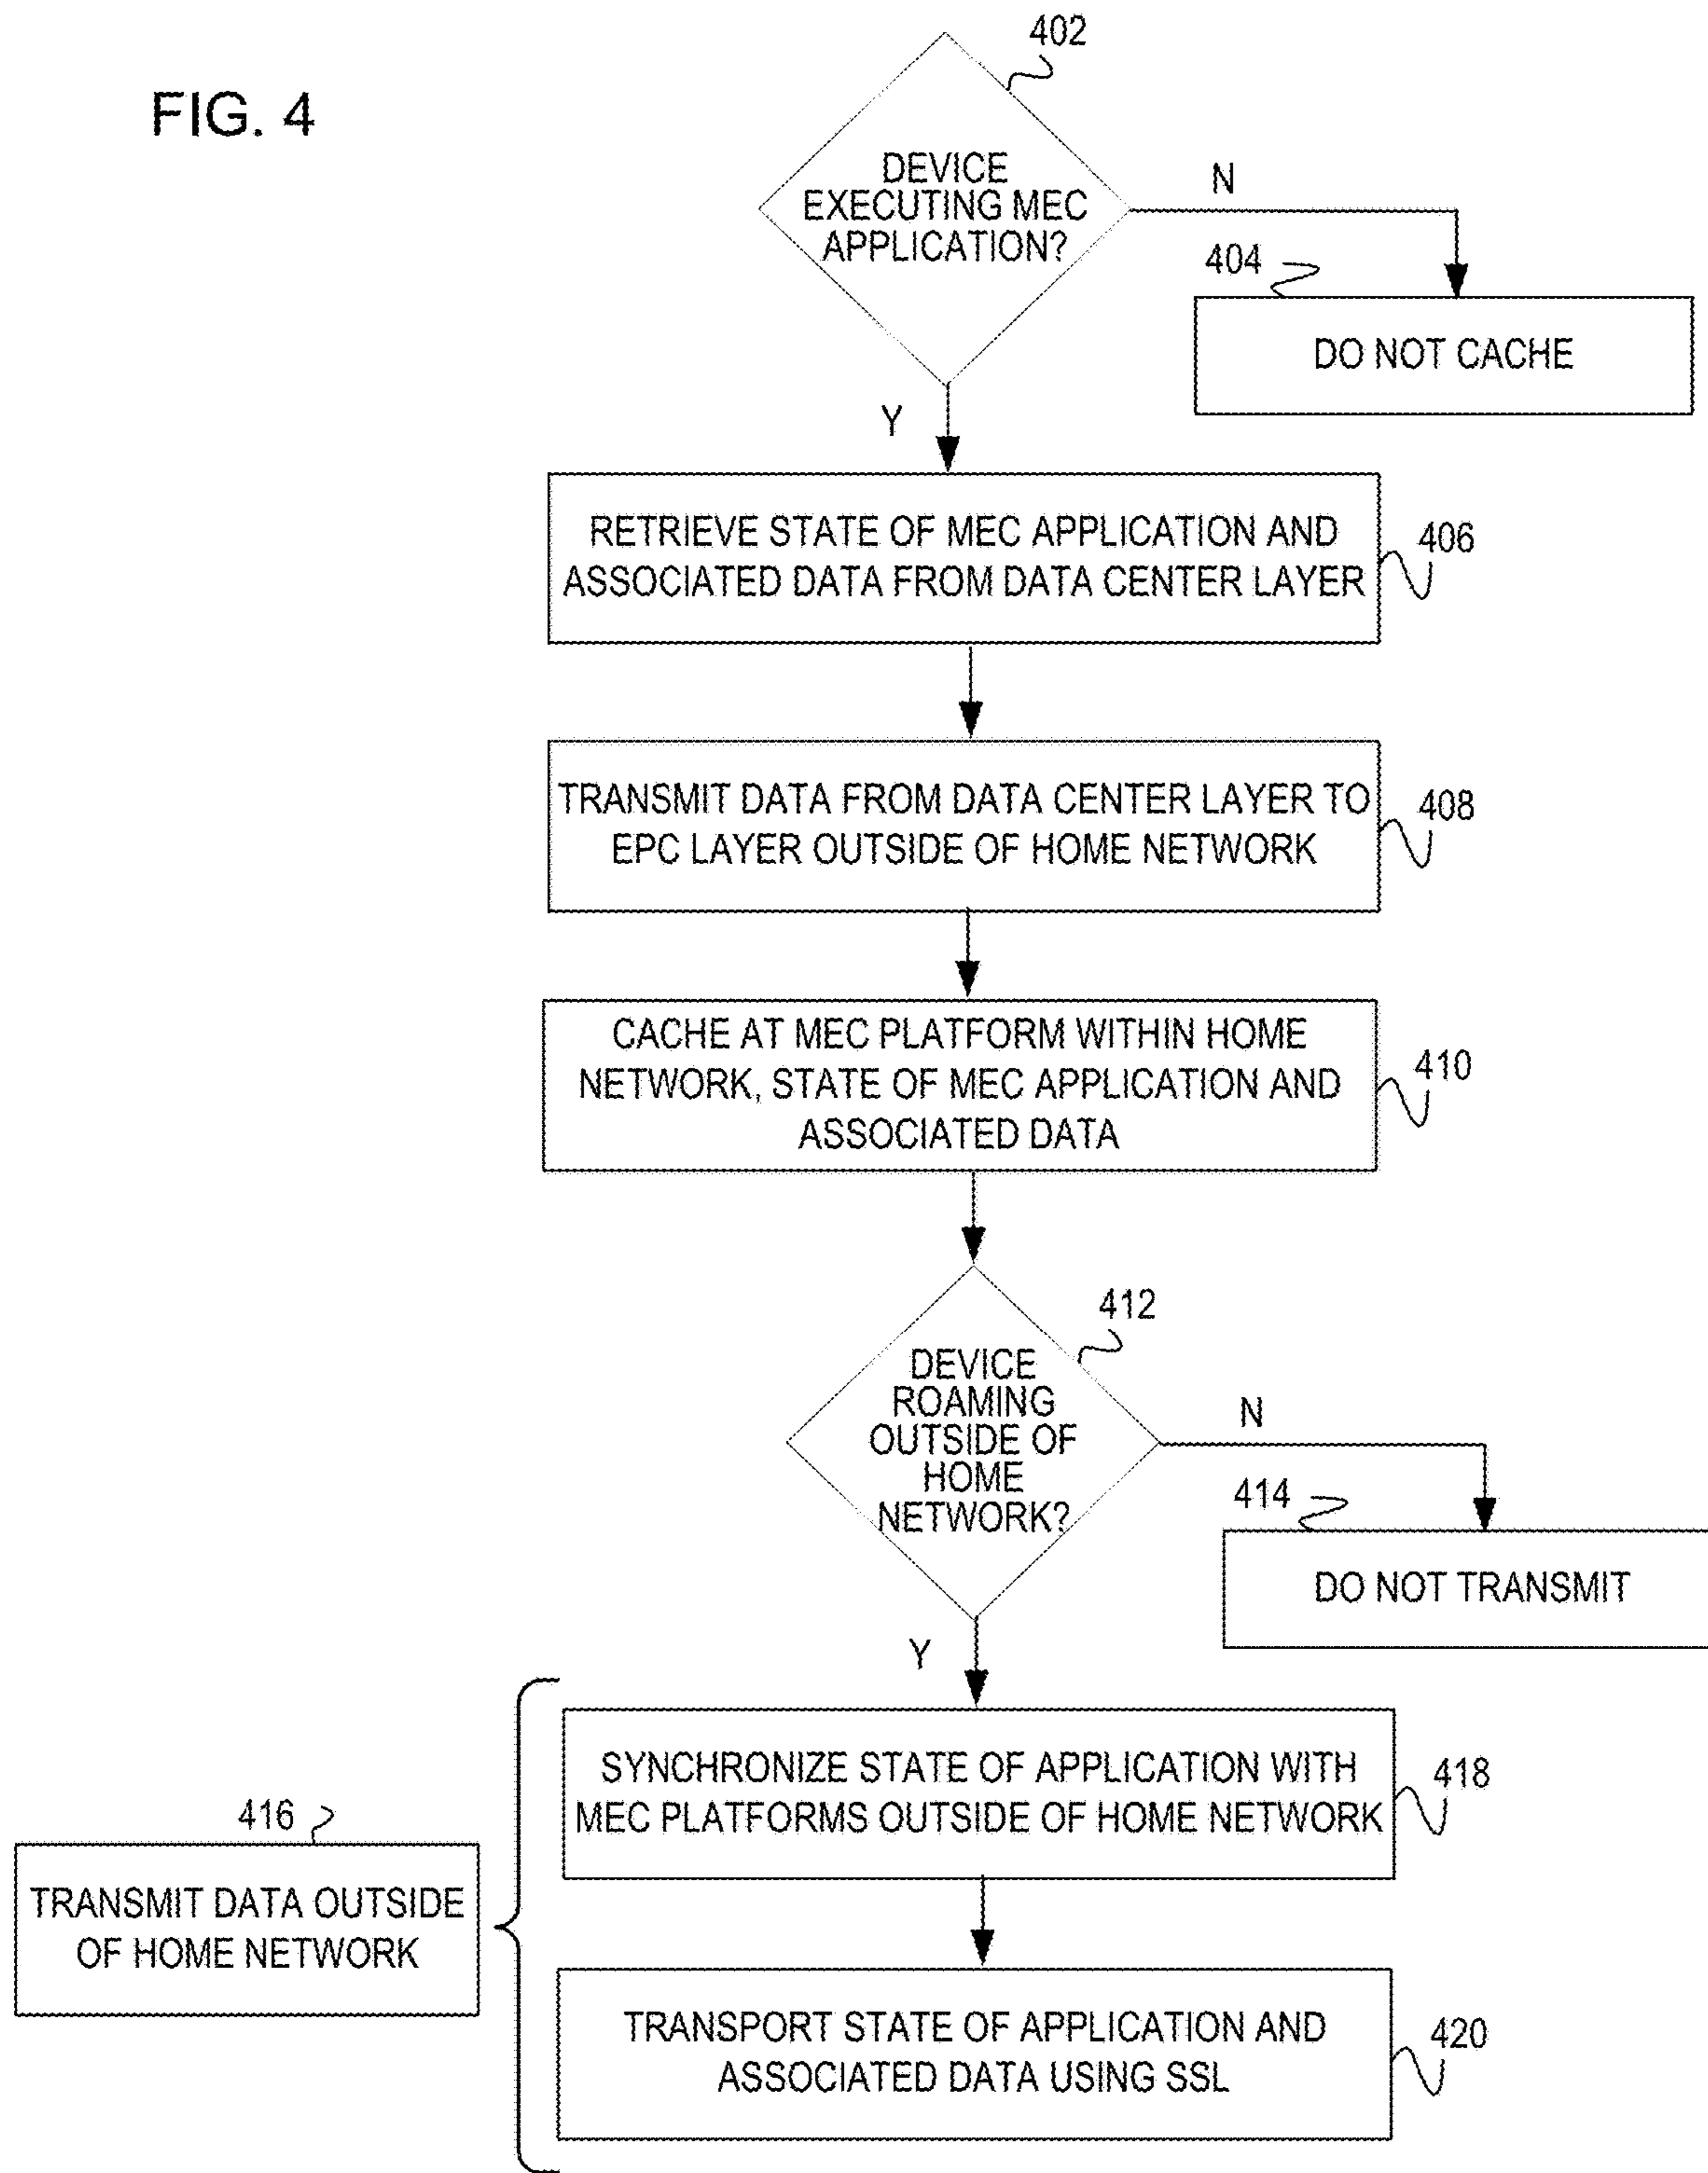 FIG. 4
402
DEVICE
EXECUTING MEC
APPLICATION?
N
404
DO NOT CACHE
Y
RETRIEVE STATE OF MEC APPLICATION AND
ASSOCIATED DATA FROM DATA CENTER LAYER
406
TRANSMIT DATA FROM DATA CENTER LAYER TO
EPC LAYER OUTSIDE OF HOME NETWORK
408
CACHE AT MEC PLATFORM WITHIN HOME
NETWORK, STATE OF MEC APPLICATION AND
ASSOCIATED DATA
410
412
DEVICE
ROAMING
OUTSIDE OF
HOME
NETWORK?
N
414
DO NOT TRANSMIT
Y
SYNCHRONIZE STATE OF APPLICATION WITH
MEC PLATFORMS OUTSIDE OF HOME NETWORK
418
416
TRANSMIT DATA OUTSIDE
OF HOME NETWORK
TRANSPORT STATE OF APPLICATION AND
ASSOCIATED DATA USING SSL
420